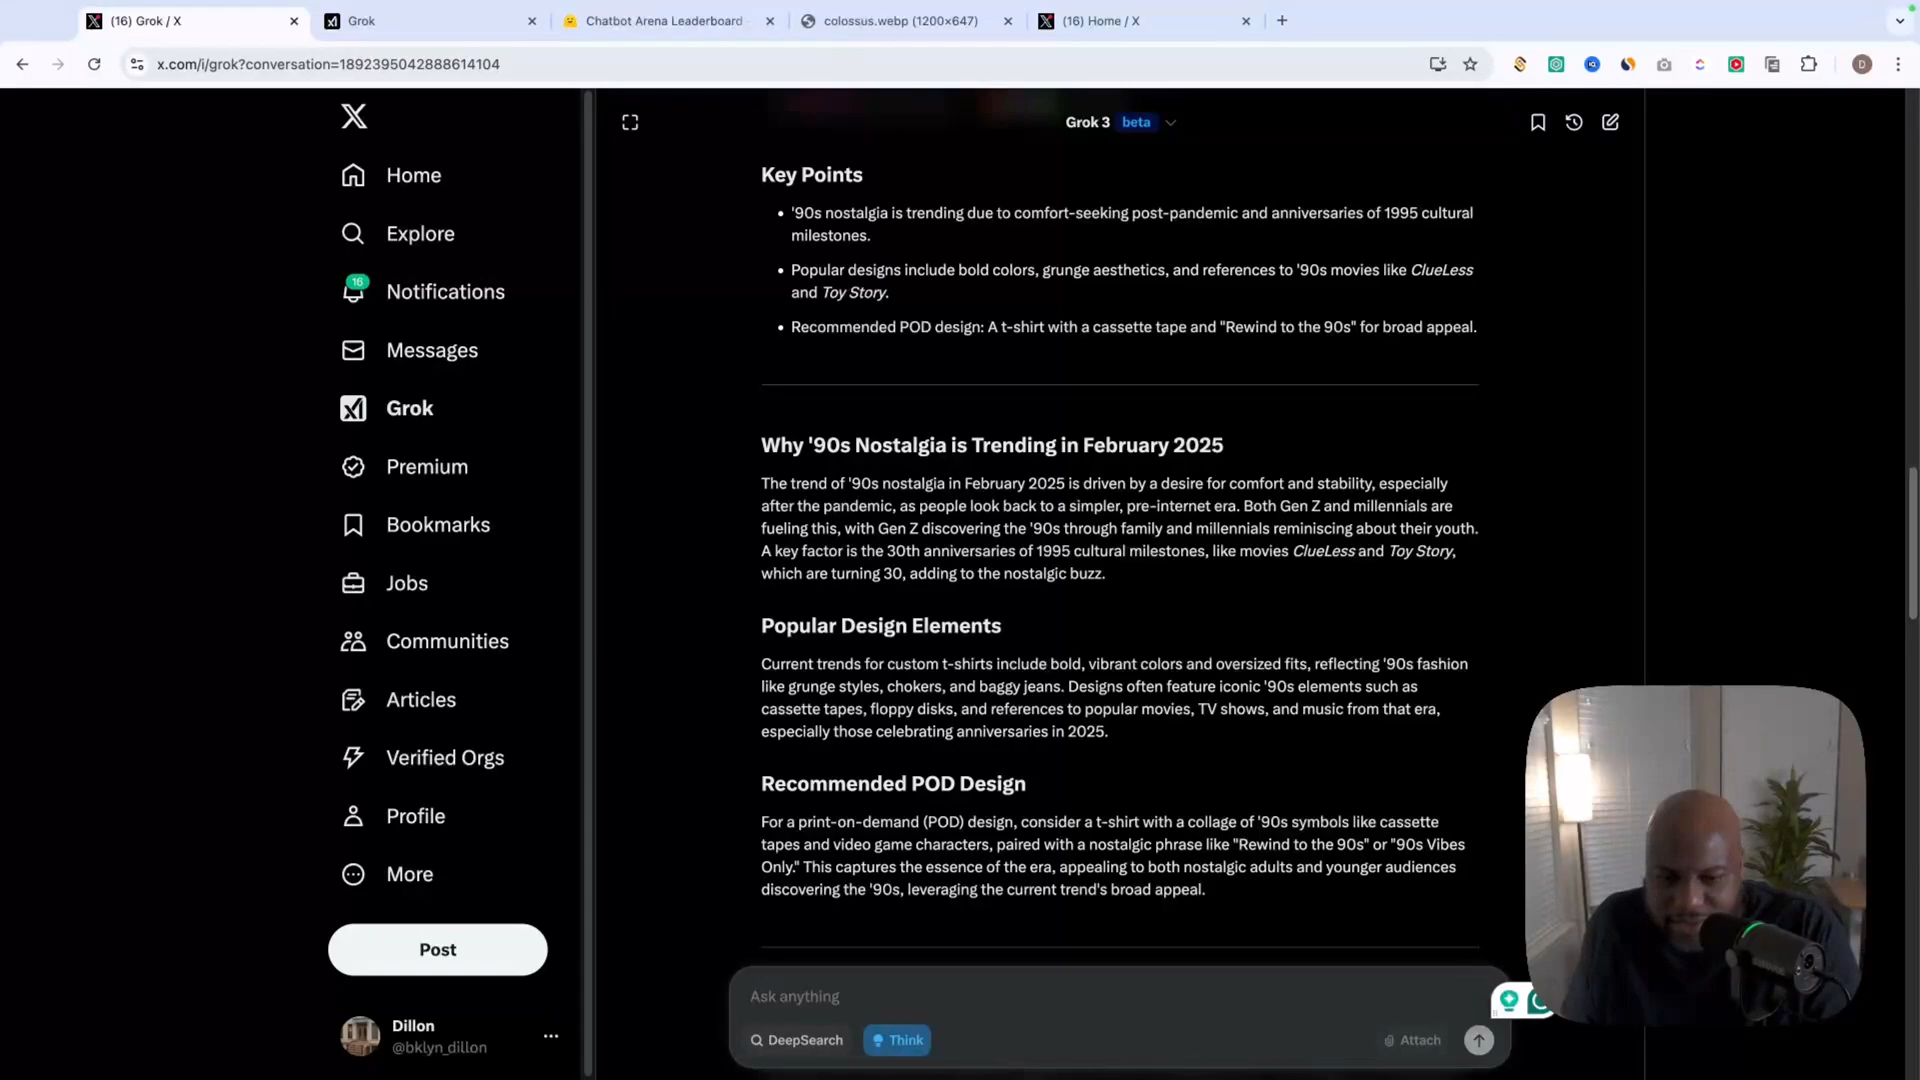 (16) Grok / X
Grok
Chatbot Arena Leaderboard
colossus.webp (1200×647)
(16) Home / X
x.com/i/grok?conversation=1892395042888614104
D
Home
Explore
16
Notifications
Messages
Grok
Premium
Bookmarks
Jobs
Communities
Articles
Verified Orgs
Profile
More
Post
Dillon
@bklyn_dillon
Grok 3 beta
Key Points
'90s nostalgia is trending due to comfort-seeking post-pandemic and anniversaries of 1995 cultural
milestones.
Popular designs include bold colors, grunge aesthetics, and references to '90s movies like ClueLess
and Toy Story.
Recommended POD design: A t-shirt with a cassette tape and "Rewind to the 90s" for broad appeal.
Why '90s Nostalgia is Trending in February 2025
The trend of '90s nostalgia in February 2025 is driven by a desire for comfort and stability, especially
after the pandemic, as people look back to a simpler, pre-internet era. Both Gen Z and millennials are
fueling this, with Gen Z discovering the '90s through family and millennials reminiscing about their youth.
A key factor is the 30th anniversaries of 1995 cultural milestones, like movies ClueLess and Toy Story,
which are turning 30, adding to the nostalgic buzz.
Popular Design Elements
Current trends for custom t-shirts include bold, vibrant colors and oversized fits, reflecting '90s fashion
like grunge styles, chokers, and baggy jeans. Designs often feature iconic '90s elements such as
cassette tapes, floppy disks, and references to popular movies, TV shows, and music from that era,
especially those celebrating anniversaries in 2025.
Recommended POD Design
For a print-on-demand (POD) design, consider a t-shirt with a collage of '90s symbols like cassette
tapes and video game characters, paired with a nostalgic phrase like "Rewind to the 90s" or "90s Vibes
Only." This captures the essence of the era, appealing to both nostalgic adults and younger audiences
discovering the '90s, leveraging the current trend's broad appeal.
Ask anything
DeepSearch
Think
Attach